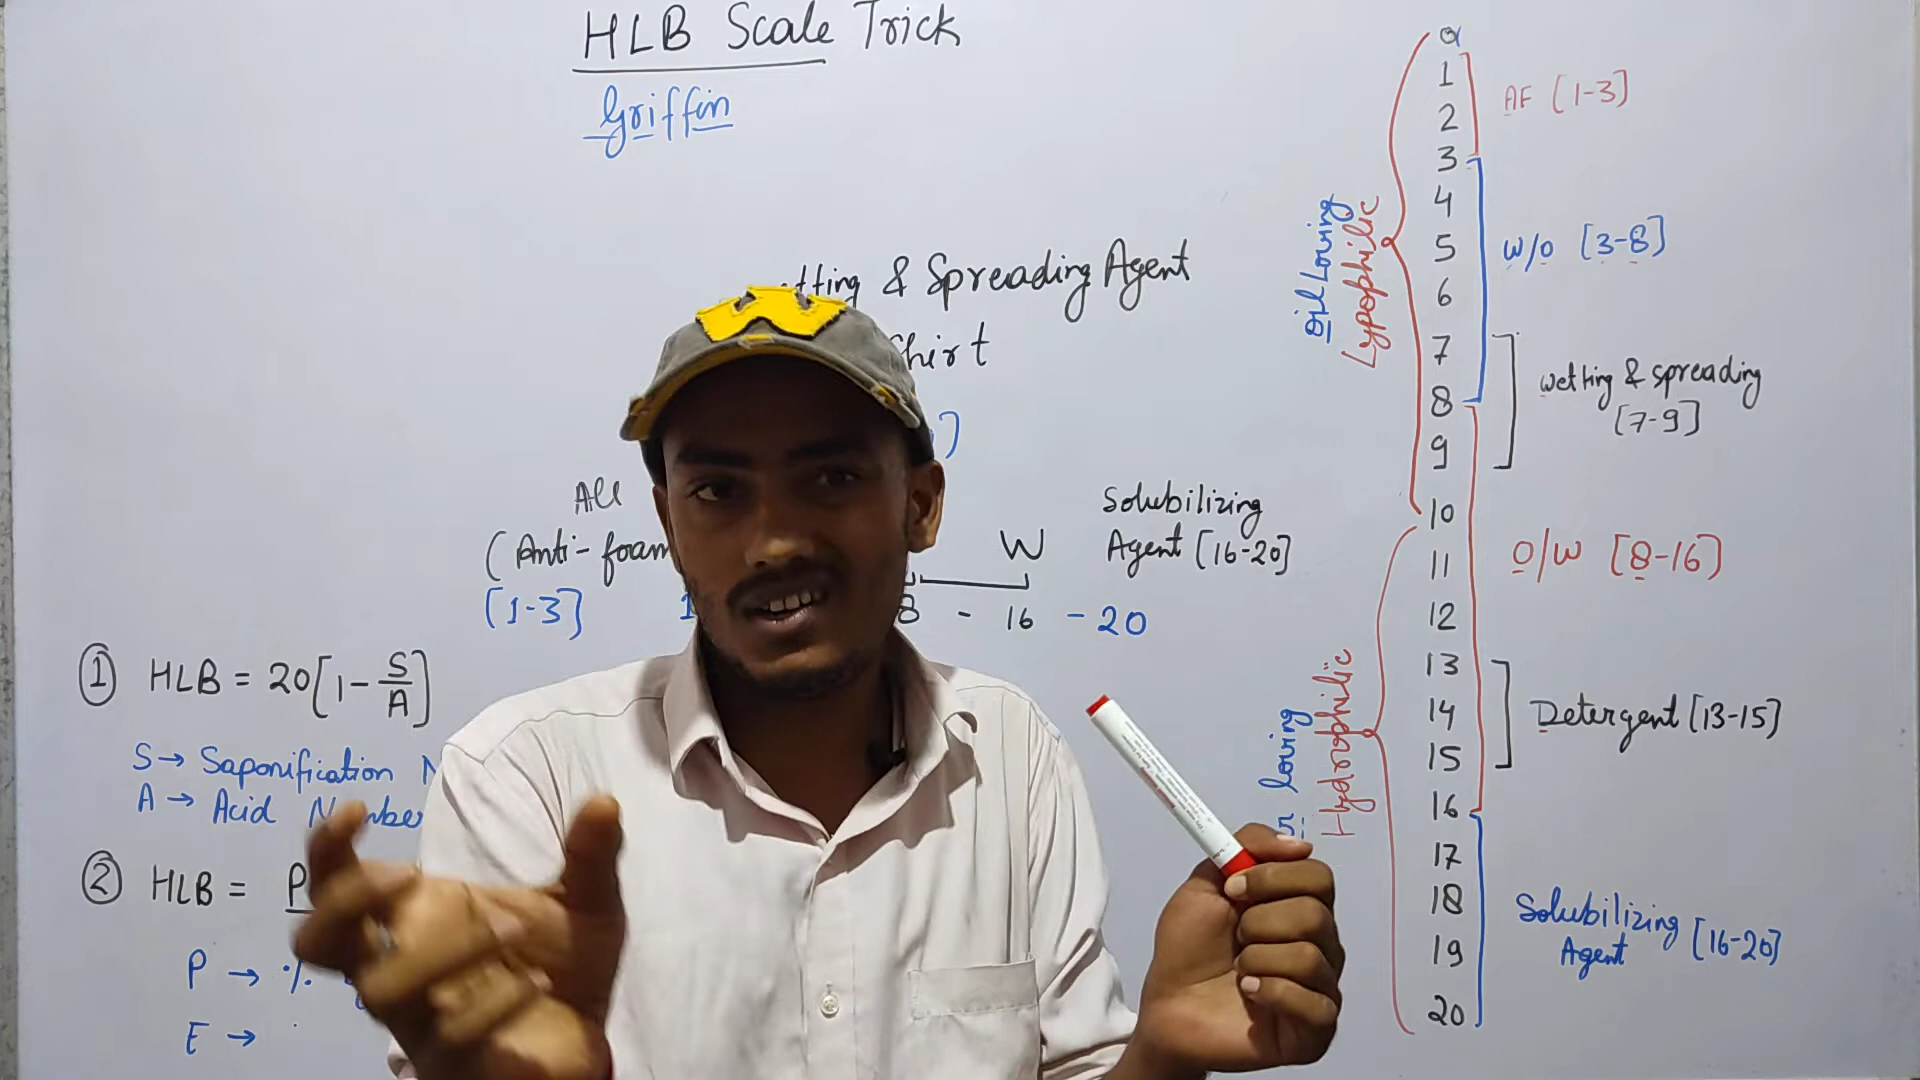 HLB Scale Trick
Griffin
& Spreading Agent
Shirt
All
(Anti-foam
[1-3]
8 - 16 - 20
W
Solubilizing
Agent [16-20]
① HLB = 20[1-S/A]
S→ Saponification
A → Acid Number
② HLB = P
P → %
E →
0
1
2
3
4
5
6
7
8
9
10
11
12
13
14
15
16
17
18
19
20
Oil Loving
Lypophilic
loving
Hydrophilic
AF [1-3]
W/O [3-8]
Wetting & spreading
[7-9]
O/W [8-16]
Detergent [13-15]
Solubilizing
Agent [16-20]